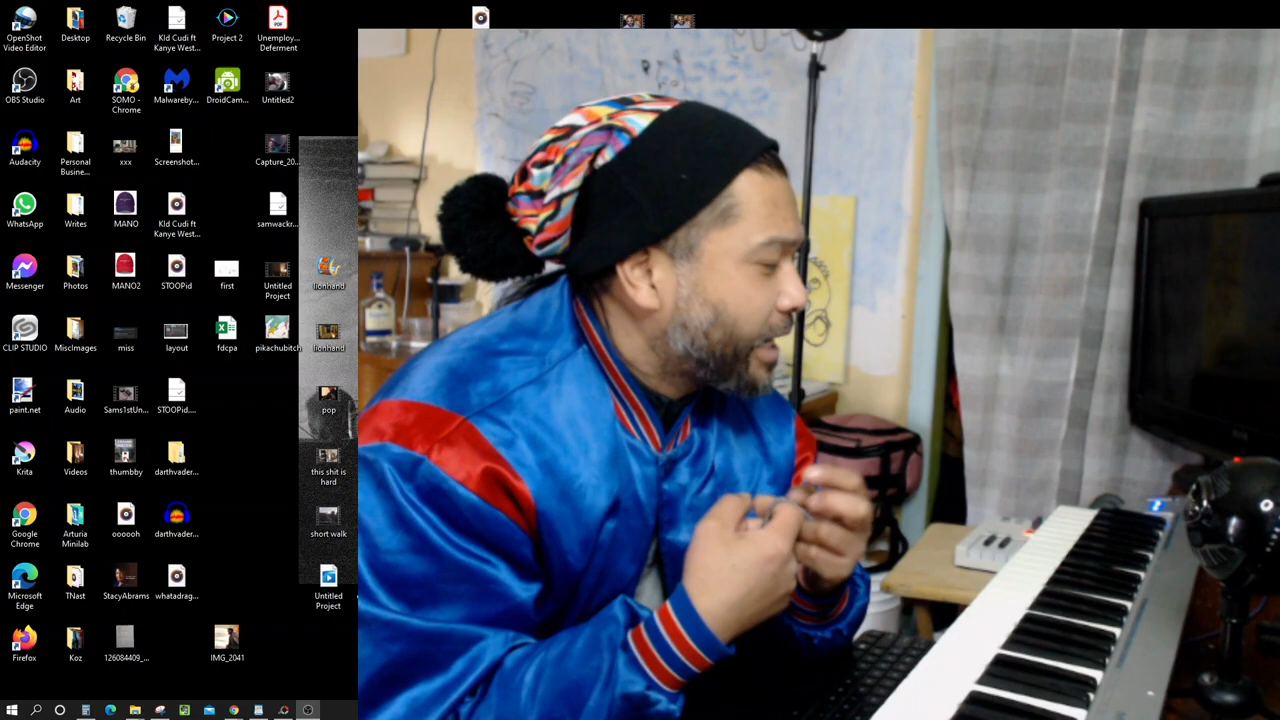 OpenShot
Video Editor
Desktop
Recycle Bin
KId Cudi ft
Kanye West...
Project 2
Unemploy...
Deferment
OBS Studio
Art
SOMO -
Chrome
Malwareby...
DroidCam...
Untitled2
Audacity
Personal
Busine...
xxx
Screenshot...
Capture_20...
WhatsApp
Writes
MANO
KId Cudi ft
Kanye West...
samwackr...
Messenger
Photos
MANO2
STOOPid
first
Untitled
Project
lionhand
CLIP STUDIO
MiscImages
miss
layout
fdcpa
pikachubitch
lionhand
paint.net
Audio
Sams1stUn...
STOOPid....
pop
Krita
Videos
thumbby
darthvader...
this shit is
hard
Google
Chrome
Arturia
Minilab
oooooh
darthvader...
short walk
Microsoft
Edge
TNast
StacyAbrams
whatadrag...
Untitled
Project
Firefox
Koz
126084409_...
IMG_2041